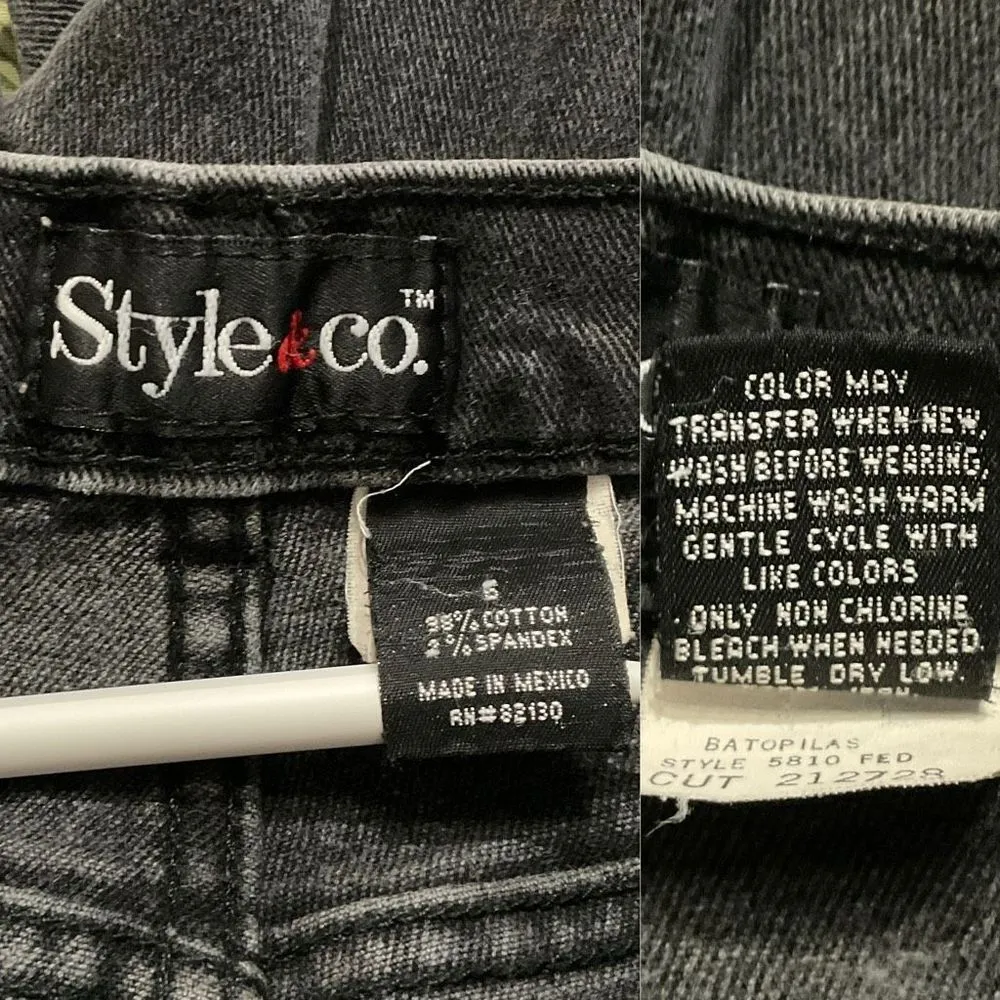 Style & co.™
6
98% COTTON
2% SPANDEX
MADE IN MEXICO
RN#82130
COLOR MAY
TRANSFER WHEN NEW.
WASH BEFORE WEARING.
MACHINE WASH WARM
GENTLE CYCLE WITH
LIKE COLORS
ONLY NON CHLORINE
BLEACH WHEN NEEDED.
TUMBLE DRY LOW.
BATOPILAS
STYLE 5810 FED
CUT 212728